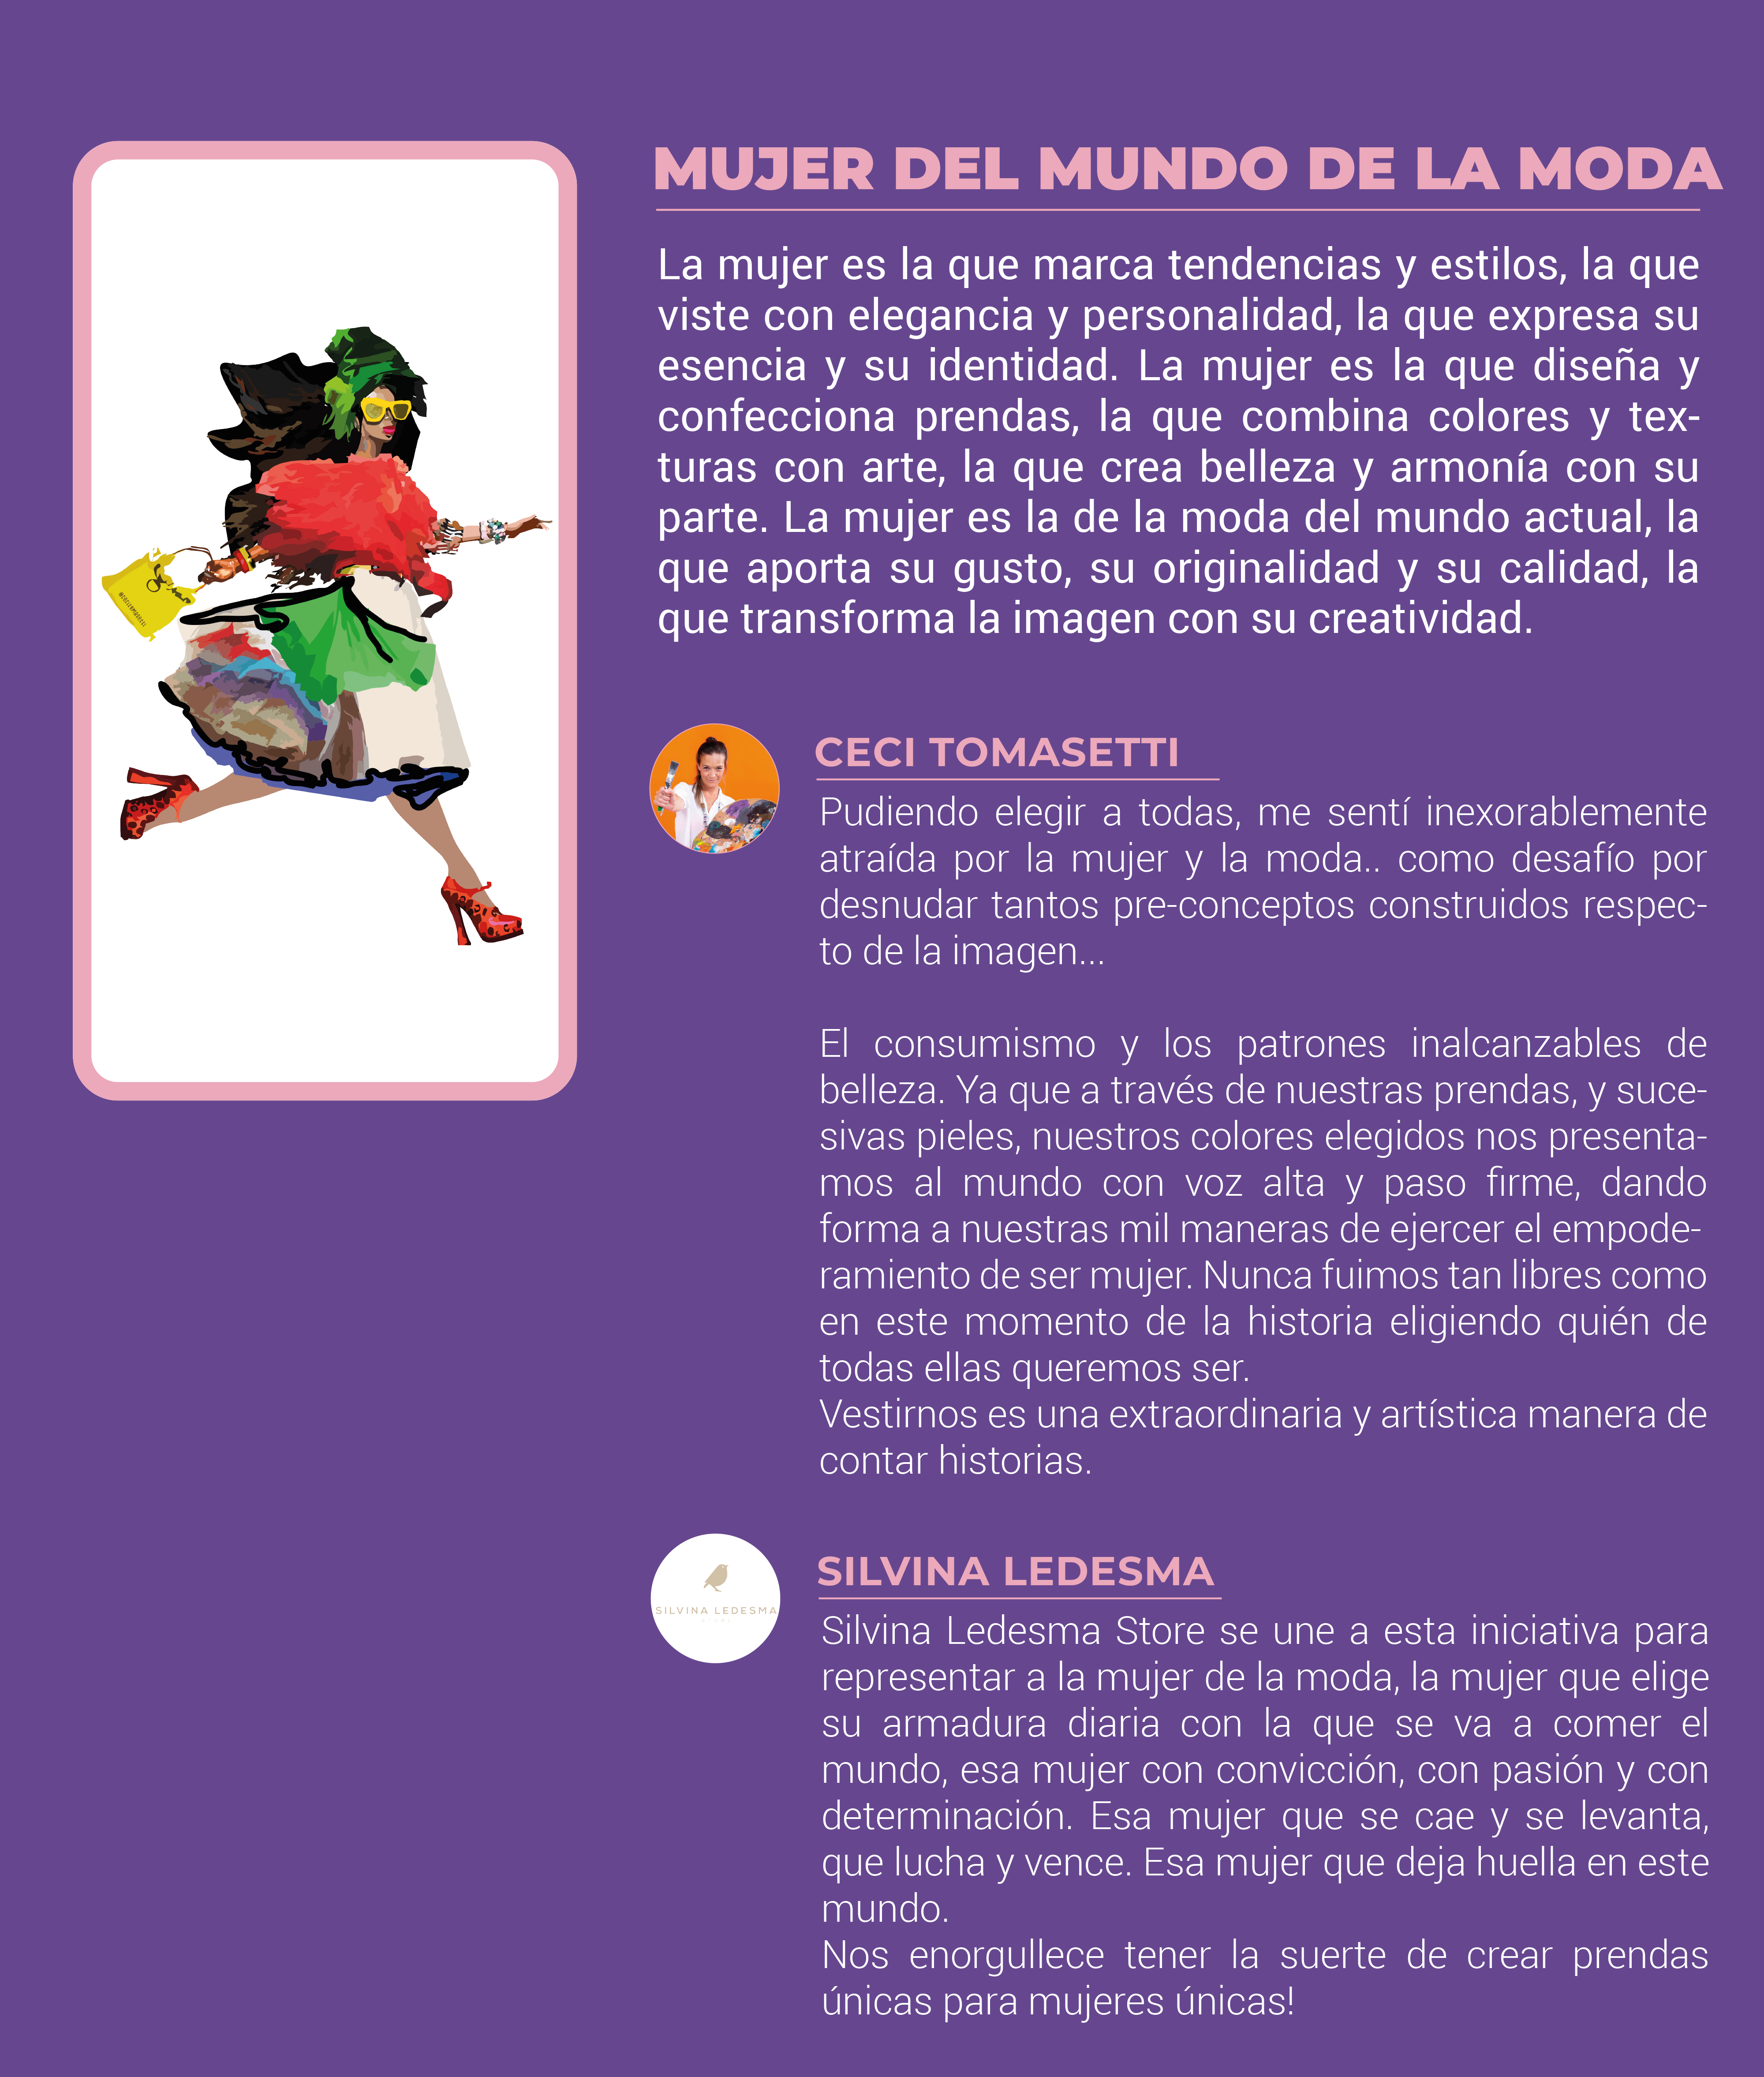 MUJER DEL MUNDO DE LA MODA
La mujer es la que marca tendencias y estilos, la que
viste con elegancia y personalidad, la que expresa su
esencia y su identidad. La mujer es la que diseña y
confecciona prendas, la que combina colores y tex-
turas con arte, la que crea belleza y armonía con su
parte. La mujer es la de la moda del mundo actual, la
que aporta su gusto, su originalidad y su calidad, la
que transforma la imagen con su creatividad.
CECI TOMASETTI
Pudiendo elegir a todas, me sentí inexorablemente
atraída por la mujer y la moda.. como desafío por
desnudar tantos pre-conceptos construidos respec-
to de la imagen...
El consumismo y los patrones inalcanzables de
belleza. Ya que a través de nuestras prendas, y suce-
sivas pieles, nuestros colores elegidos nos presenta-
mos al mundo con voz alta y paso firme, dando
forma a nuestras mil maneras de ejercer el empode-
ramiento de ser mujer. Nunca fuimos tan libres como
en este momento de la historia eligiendo quién de
todas ellas queremos ser.
Vestirnos es una extraordinaria y artística manera de
contar historias.
SILVINA LEDESMA
SILVINA LEDESMA
Silvina Ledesma Store se une a esta iniciativa para
representar a la mujer de la moda, la mujer que elige
su armadura diaria con la que se va a comer el
mundo, esa mujer con convicción, con pasión y con
determinación. Esa mujer que se cae y se levanta,
que lucha y vence. Esa mujer que deja huella en este
mundo.
Nos enorgullece tener la suerte de crear prendas
únicas para mujeres únicas!